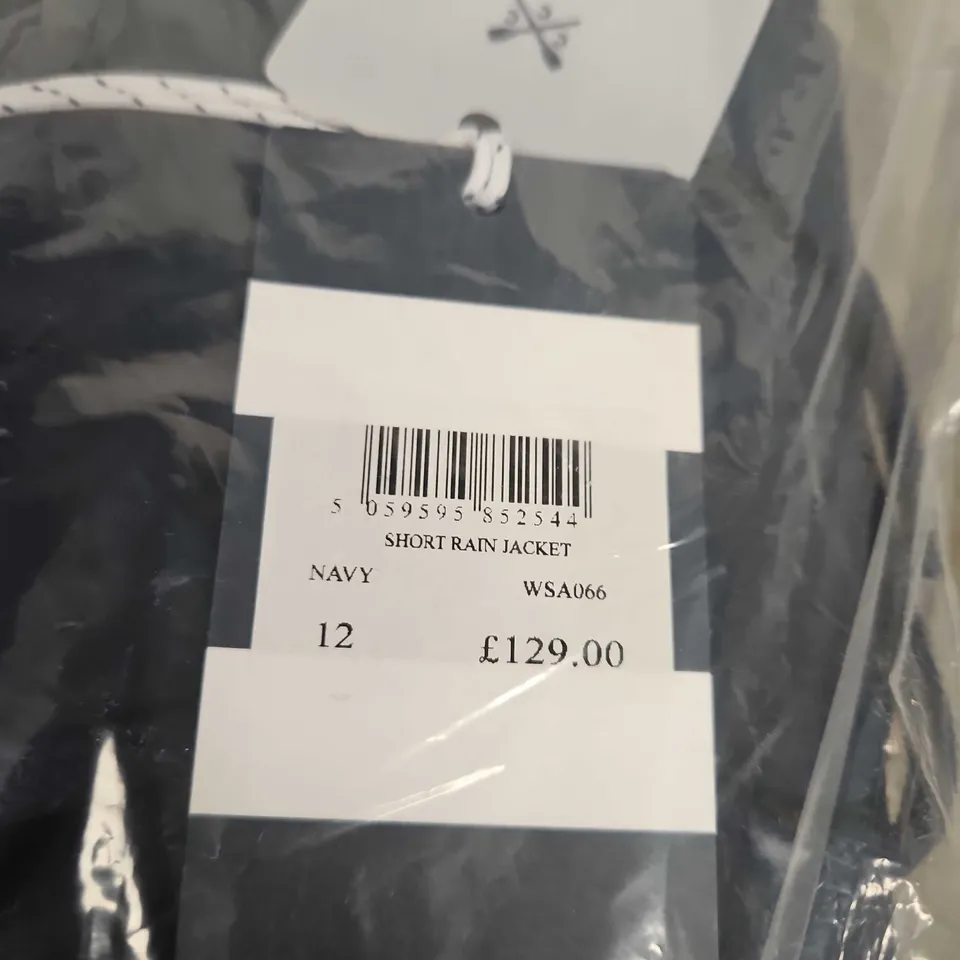 5 059595 852544
SHORT RAIN JACKET
NAVY WSA066
12 £129.00